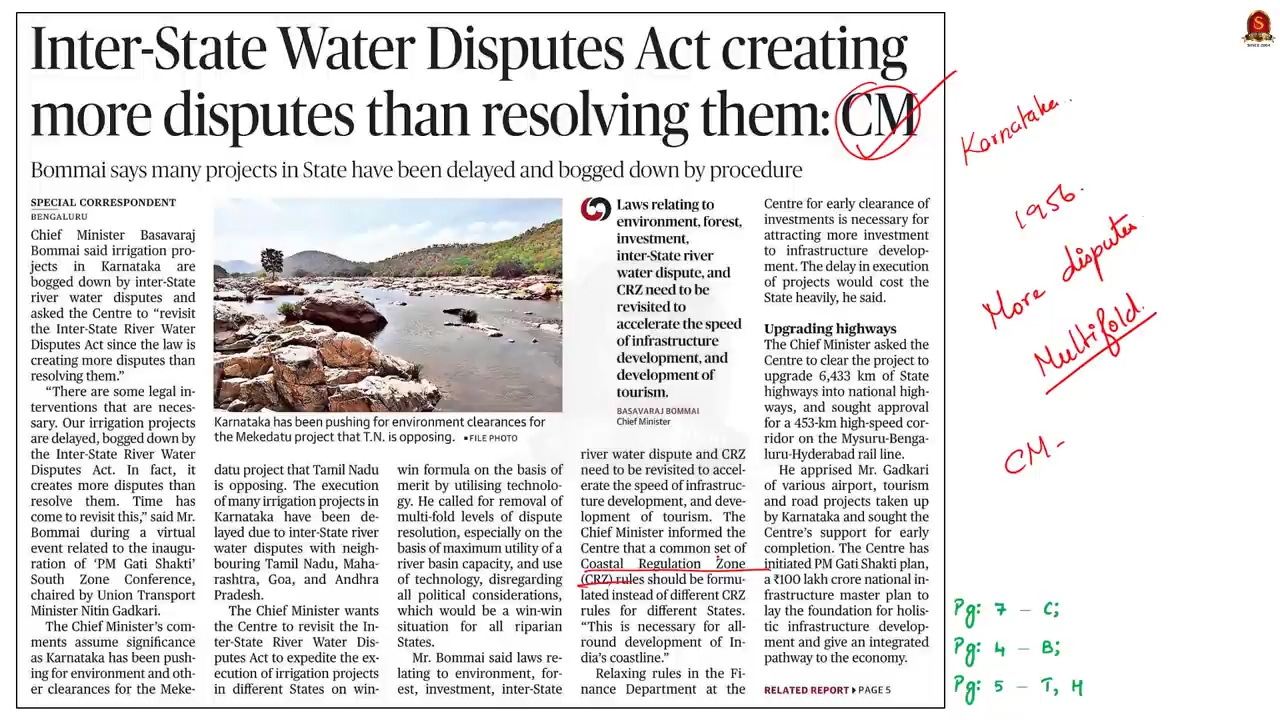 Inter-State Water Disputes Act creating
more disputes than resolving them: CM
Bommai says many projects in State have been delayed and bogged down by procedure
SPECIAL CORRESPONDENT
BENGALURU
Chief Minister Basavaraj
Bommai said irrigation pro-
jects in Karnataka are
bogged down by inter-State
river water disputes and
asked the Centre to “revisit
the Inter-State River Water
Disputes Act since the law is
creating more disputes than
resolving them.”
“There are some legal in-
terventions that are neces-
sary. Our irrigation projects
are delayed, bogged down by
the Inter-State River Water
Disputes Act. In fact, it
creates more disputes than
resolve them. Time has
come to revisit this,” said Mr.
Bommai during a virtual
event related to the inaugu-
ration of ‘PM Gati Shakti’
South Zone Conference,
chaired by Union Transport
Minister Nitin Gadkari.
The Chief Minister’s com-
ments assume significance
as Karnataka has been push-
ing for environment and oth-
er clearances for the Meke-
Karnataka has been pushing for environment clearances for
the Mekedatu project that T.N. is opposing. ▪FILE PHOTO
datu project that Tamil Nadu
is opposing. The execution
of many irrigation projects in
Karnataka have been de-
layed due to inter-State river
water disputes with neigh-
bouring Tamil Nadu, Maha-
rashtra, Goa, and Andhra
Pradesh.
The Chief Minister wants
the Centre to revisit the In-
ter-State River Water Dis-
putes Act to expedite the ex-
ecution of irrigation projects
in different States on win-
win formula on the basis of
merit by utilising technolo-
gy. He called for removal of
multi-fold levels of dispute
resolution, especially on the
basis of maximum utility of a
river basin capacity, and use
of technology, disregarding
all political considerations,
which would be a win-win
situation for all riparian
States.
Mr. Bommai said laws re-
lating to environment, for-
est, investment, inter-State
Laws relating to
environment, forest,
investment,
inter-State river
water dispute, and
CRZ need to be
revisited to
accelerate the speed
of infrastructure
development, and
development of
tourism.
BASAVARAJ BOMMAI
Chief Minister
river water dispute and CRZ
need to be revisited to accel-
erate the speed of infrastruc-
ture development, and deve-
lopment of tourism. The
Chief Minister informed the
Centre that a common set of
Coastal Regulation Zone
(CRZ) rules should be formu-
lated instead of different CRZ
rules for different States.
“This is necessary for all-
round development of In-
dia’s coastline.”
Relaxing rules in the Fi-
nance Department at the
Centre for early clearance of
investments is necessary for
attracting more investment
to infrastructure develop-
ment. The delay in execution
of projects would cost the
State heavily, he said.
Upgrading highways
The Chief Minister asked the
Centre to clear the project to
upgrade 6,433 km of State
highways into national high-
ways, and sought approval
for a 453-km high-speed cor-
ridor on the Mysuru-Benga-
luru-Hyderabad rail line.
He apprised Mr. Gadkari
of various airport, tourism
and road projects taken up
by Karnataka and sought the
Centre’s support for early
completion. The Centre has
initiated PM Gati Shakti plan,
a ₹100 lakh crore national in-
frastructure master plan to
lay the foundation for holis-
tic infrastructure develop-
ment and give an integrated
pathway to the economy.
RELATED REPORT ▶ PAGE 5
Karnataka...
1956.
More disputes
Multifold.
CM -
Pg: 7 - C;
Pg: 4 - B;
Pg: 5 - T, H
SINCE 2004